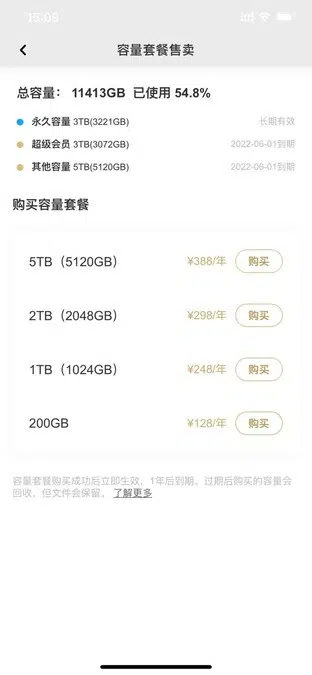 15:05
容量套餐售卖
总容量： 11413GB 已使用 54.8%
永久容量 3TB(3221GB) 长期有效
超级会员 3TB(3072GB) 2022-06-01到期
其他容量 5TB(5120GB) 2022-06-01到期
购买容量套餐
5TB（5120GB） ¥388/年 购买
2TB（2048GB） ¥298/年 购买
1TB（1024GB） ¥248/年 购买
200GB ¥128/年 购买
容量套餐购买成功后立即生效，1年后到期。过期后购买的容量会
回收，但文件会保留。 了解更多